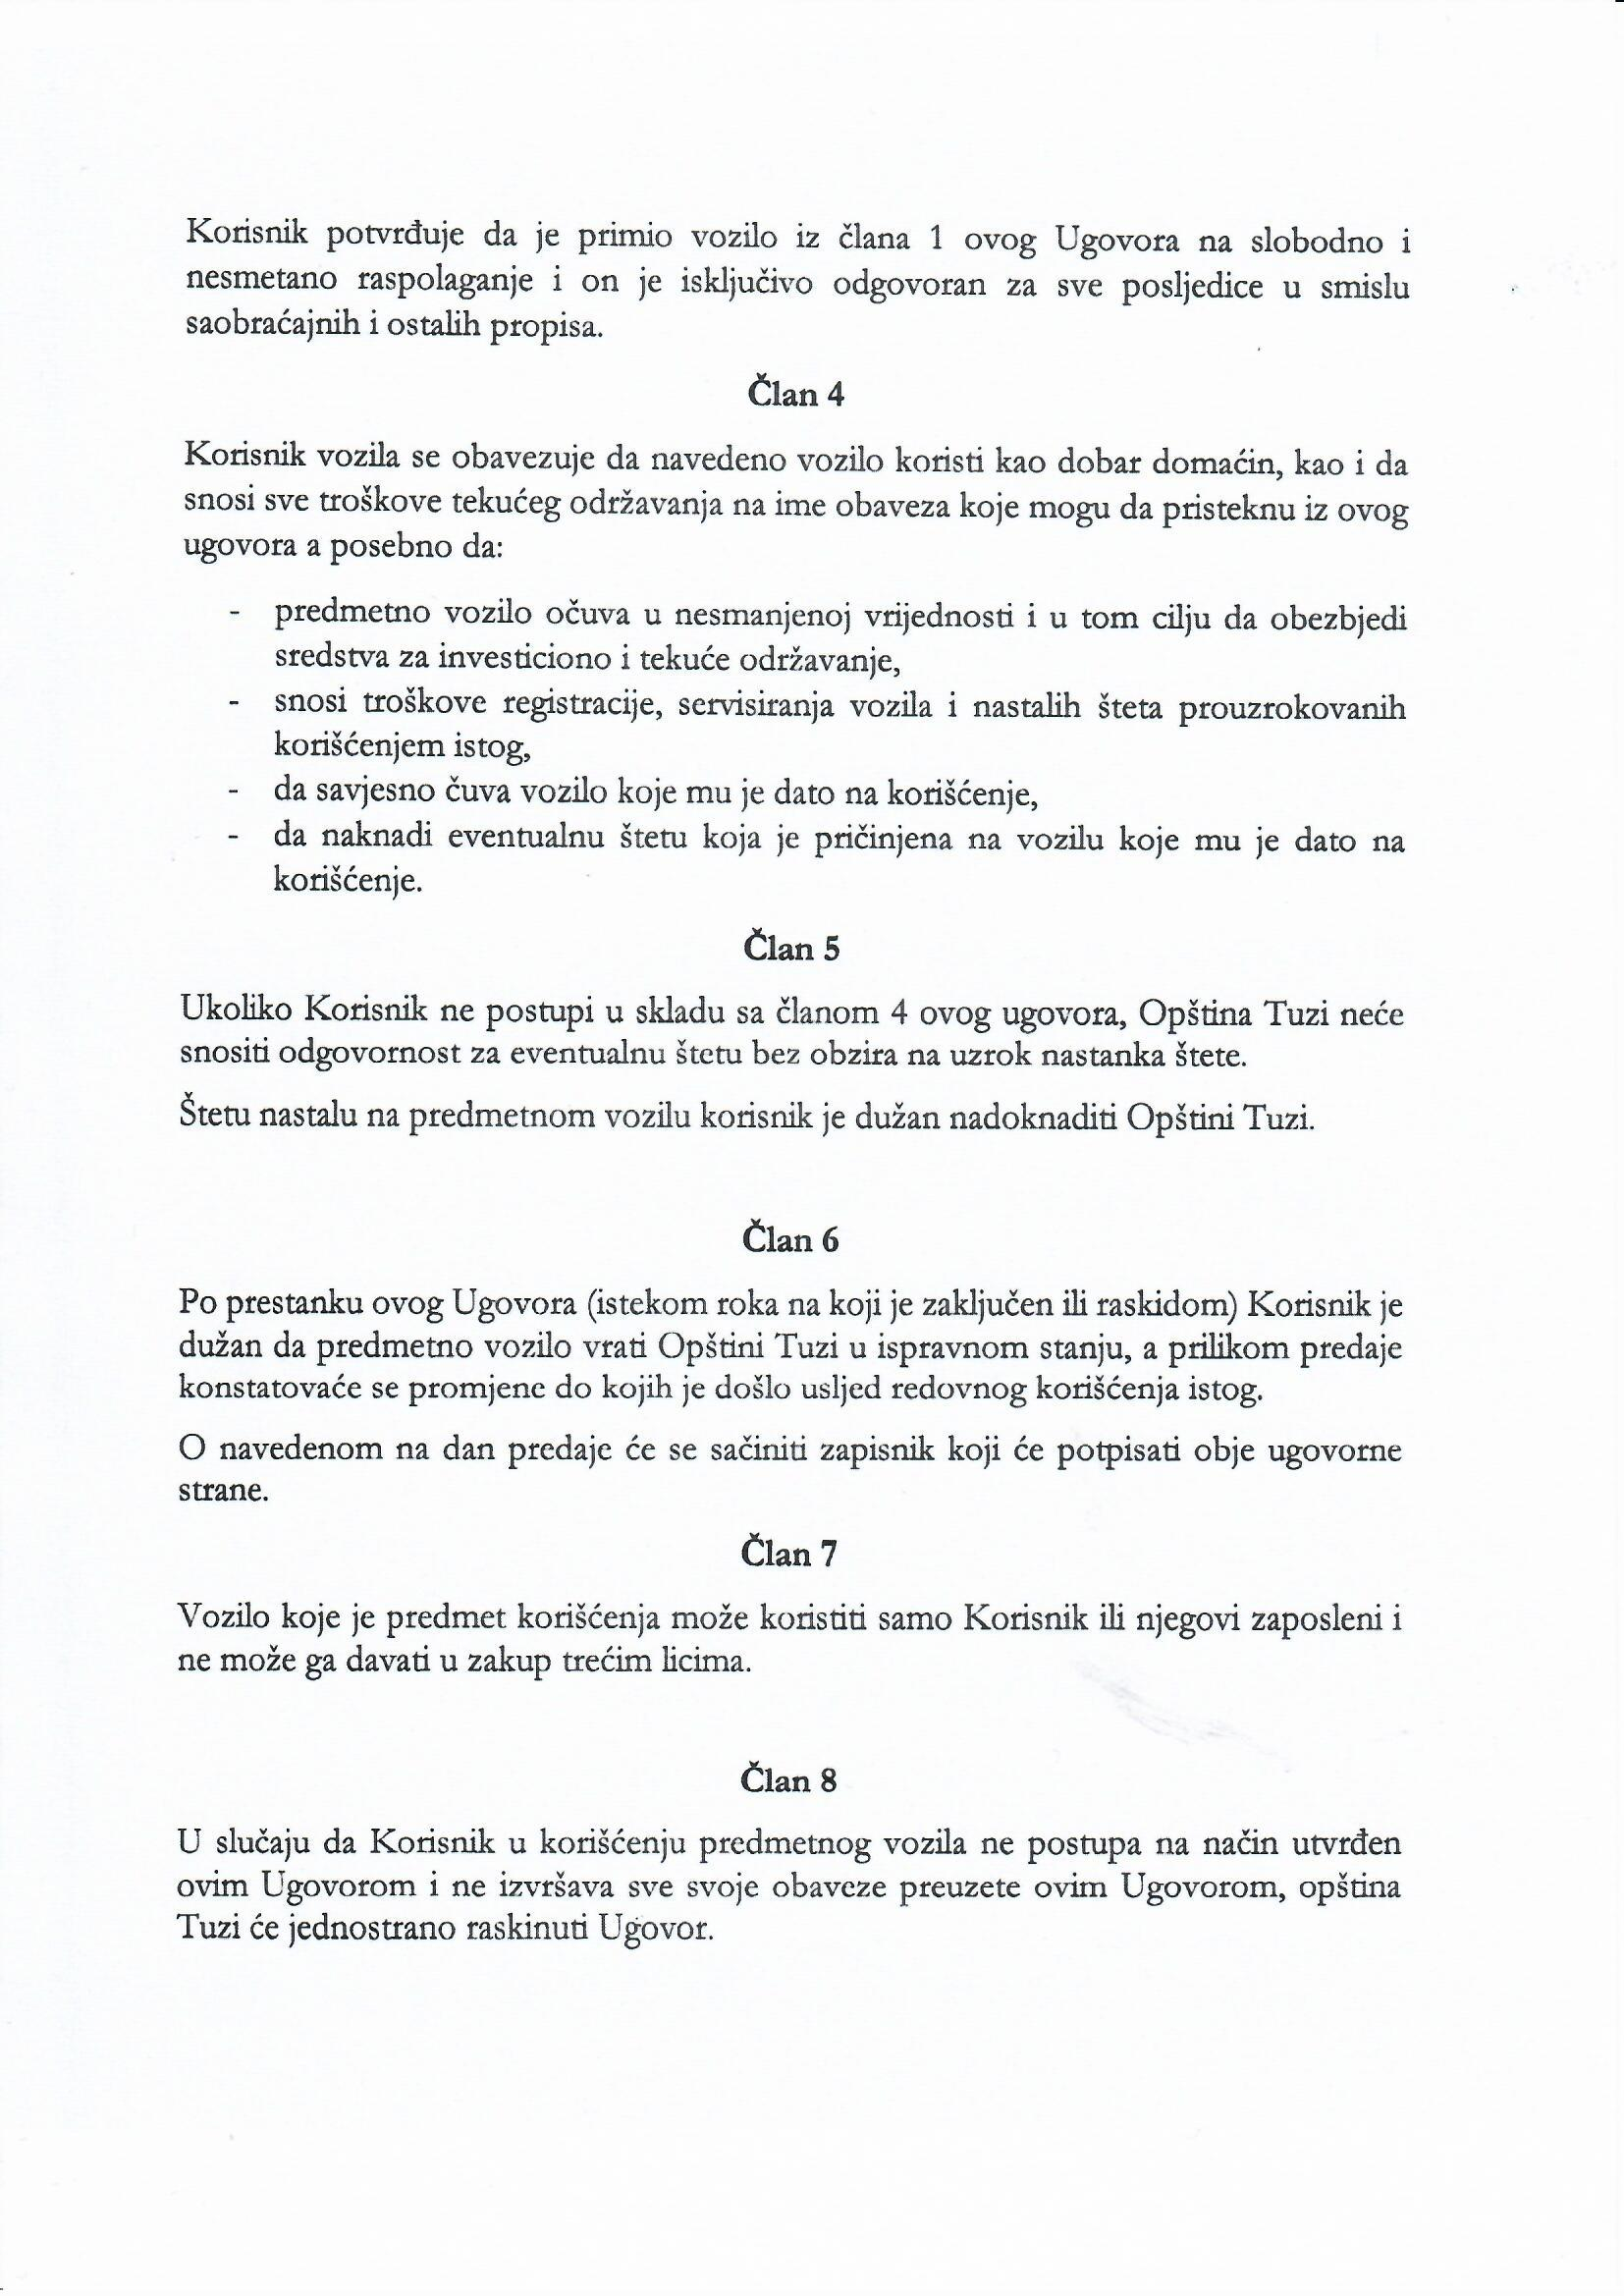 Korisnik potvrđuje da je primio vozilo iz člana 1 ovog Ugovora na slobodno i
nesmetano raspolaganje i on je isključivo odgovoran za sve posljedice u smislu
saobraćajnih i ostalih propisa.
Član 4
Korisnik vozila se obavezuje da navedeno vozilo koristi kao dobar domaćin, kao i da
snosi sve troškove tekućeg održavanja na ime obaveza koje mogu da pristeknu iz ovog
ugovora a posebno da:
- predmetno vozilo očuva u nesmanjenoj vrijednosti i u tom cilju da obezbjedi
sredstva za investiciono i tekuće održavanje,
- snosi troškove registracije, servisiranja vozila i nastalih šteta prouzrokovanih
korišćenjem istog,
- da savjesno čuva vozilo koje mu je dato na korišćenje,
- da naknadi eventualnu štetu koja je pričinjena na vozilu koje mu je dato na
korišćenje.
Član 5
Ukoliko Korisnik ne postupi u skladu sa članom 4 ovog ugovora, Opština Tuzi neće
snositi odgovornost za eventualnu štetu bez obzira na uzrok nastanka štete.
Štetu nastalu na predmetnom vozilu korisnik je dužan nadoknaditi Opštini Tuzi.
Član 6
Po prestanku ovog Ugovora (istekom roka na koji je zaključen ili raskidom) Korisnik je
dužan da predmetno vozilo vrati Opštini Tuzi u ispravnom stanju, a prilikom predaje
konstatovaće se promjene do kojih je došlo usljed redovnog korišćenja istog.
O navedenom na dan predaje će se sačiniti zapisnik koji će potpisati obje ugovorne
strane.
Član 7
Vozilo koje je predmet korišćenja može koristiti samo Korisnik ili njegovi zaposleni i
ne može ga davati u zakup trećim licima.
Član 8
U slučaju da Korisnik u korišćenju predmetnog vozila ne postupa na način utvrđen
ovim Ugovorom i ne izvršava sve svoje obaveze preuzete ovim Ugovorom, opština
Tuzi će jednostrano raskinuti Ugovor.